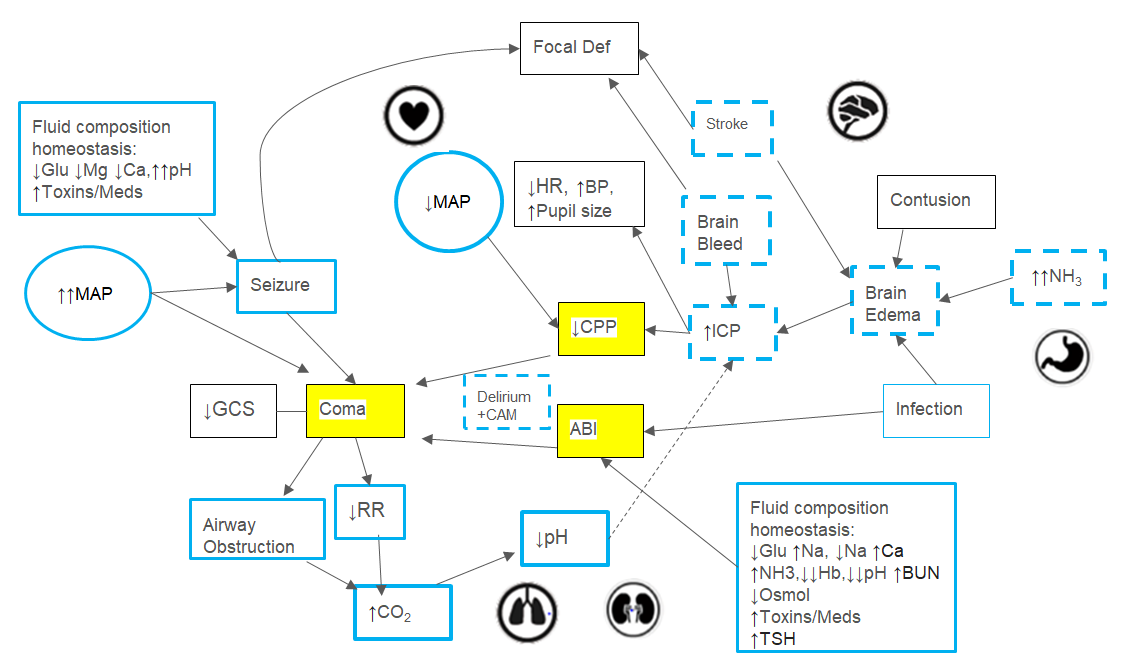 Focal Def
Fluid composition
homeostasis:
↓Glu ↓Mg ↓Ca,↑↑pH
↑Toxins/Meds
Stroke
↓MAP
↓HR, ↑BP,
↑Pupil size
Contusion
Brain
Bleed
↑↑MAP
Seizure
Brain
Edema
↑↑NH₃
↓CPP
↑ICP
↓GCS
Coma
Delirium
+CAM
ABI
Infection
Airway
Obstruction
↓RR
↓pH
↑CO₂
Fluid composition
homeostasis:
↓Glu ↑Na, ↓Na ↑Ca
↑NH3,↓↓Hb,↓↓pH ↑BUN
↓Osmol
↑Toxins/Meds
↑TSH